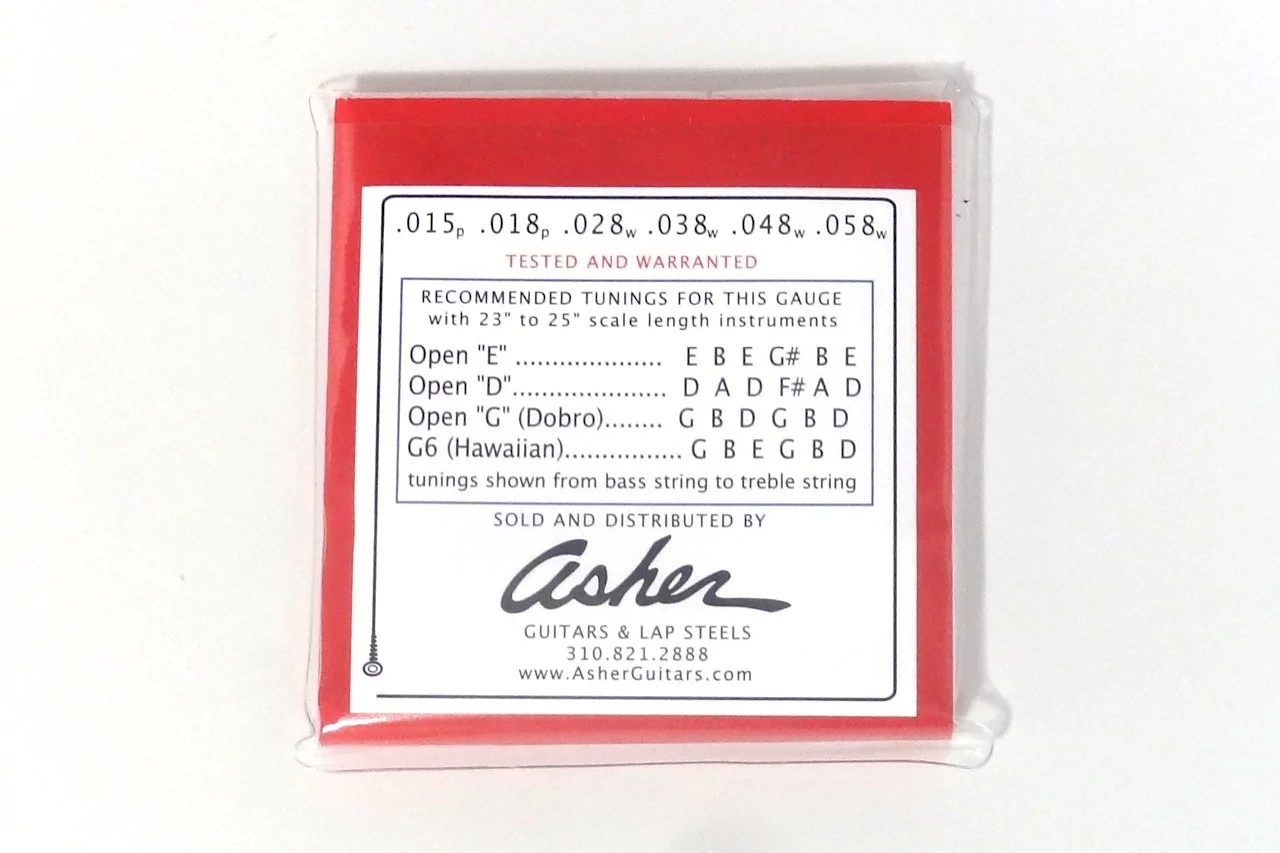 .015p .018p .028w .038w .048w .058w
TESTED AND WARRANTED
RECOMMENDED TUNINGS FOR THIS GAUGE
with 23" to 25" scale length instruments
Open "E" ................... E B E G# B E
Open "D"..................... D A D F# A D
Open "G" (Dobro)........ G B D G B D
G6 (Hawaiian)................ G B E G B D
tunings shown from bass string to treble string
SOLD AND DISTRIBUTED BY
asher
GUITARS & LAP STEELS
310.821.2888
www.AsherGuitars.com